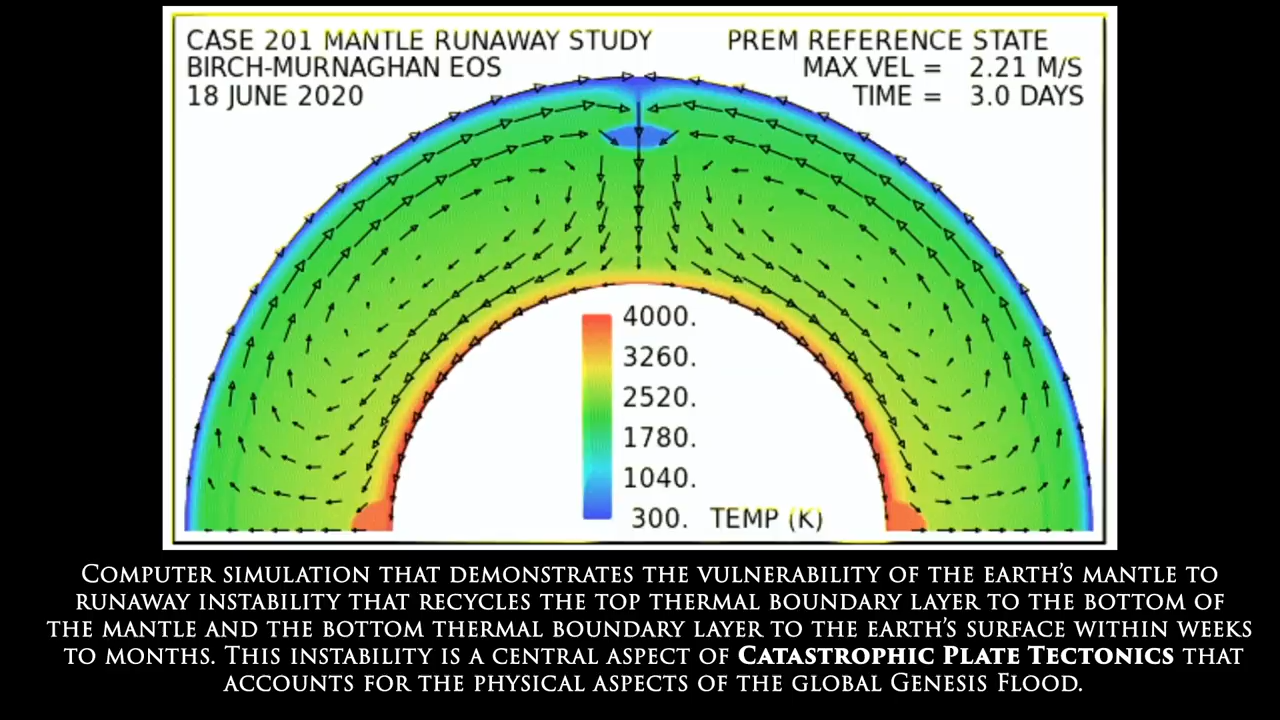 CASE 201 MANTLE RUNAWAY STUDY PREM REFERENCE STATE
BIRCH-MURNAGHAN EOS MAX VEL = 2.21 M/S
18 JUNE 2020 TIME = 3.0 DAYS
4000.
3260.
2520.
1780.
1040.
300. TEMP (K)
Computer simulation that demonstrates the vulnerability of the earth's mantle to
runaway instability that recycles the top thermal boundary layer to the bottom of
the mantle and the bottom thermal boundary layer to the earth's surface within weeks
to months. This instability is a central aspect of Catastrophic Plate Tectonics that
accounts for the physical aspects of the global Genesis Flood.